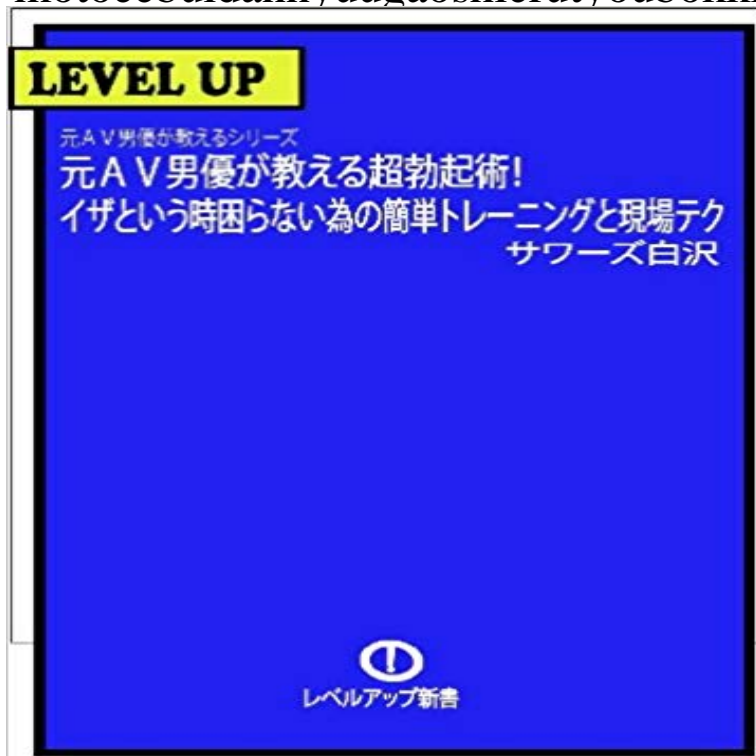 LEVEL UP
元AV男優が教えるシリーズ
元AV男優が教える超勃起術!
イザという時困らない為の簡単トレーニングと現場テク
サワーズ白沢
レベルアップ新書